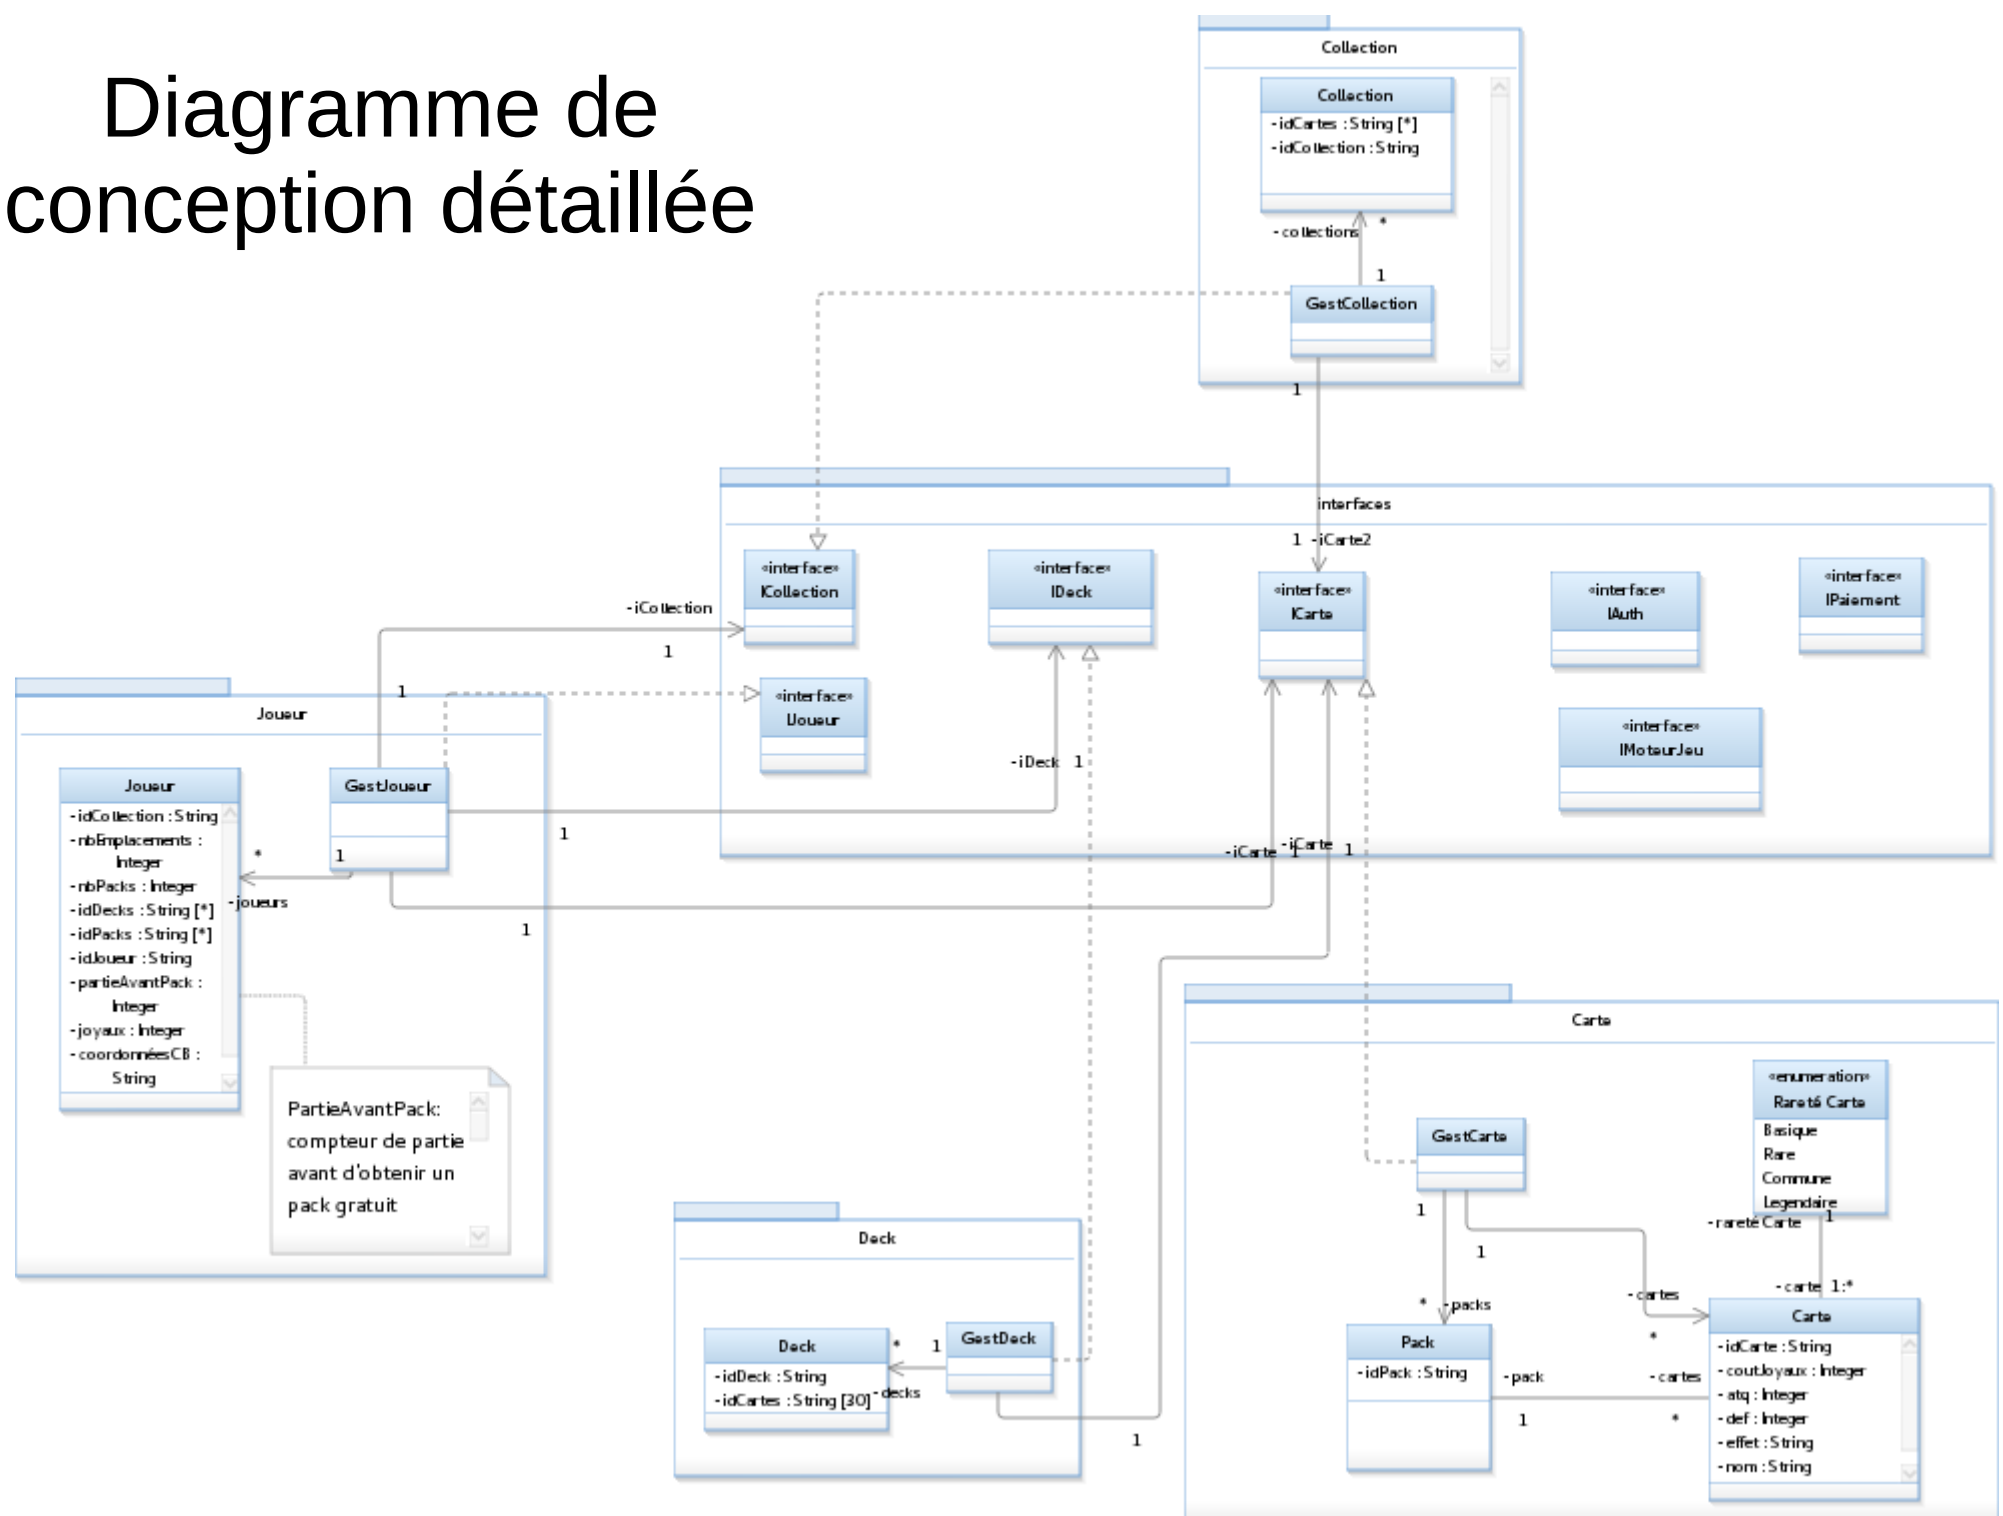 Diagramme de
conception détaillée
Collection
Collection
-idCartes : String [*]
-idCollection : String
-collections
*
1
GestCollection
1
interfaces
1 -iCarte2
«interface»
ICollection
«interface»
IDeck
«interface»
ICarte
«interface»
IAuth
«interface»
IPaiement
-iCollection
1
1
«interface»
IJoueur
«interface»
IMoteurJeu
-iDeck 1
1
-iCarte 1
-iCarte 1
1
Joueur
Joueur
-idCollection : String
-nbEmplacements :
Integer
-nbPacks : Integer
-idDecks : String [*]
-idPacks : String [*]
-idJoueur : String
-partieAvantPack :
Integer
-joyaux : Integer
-coordonnéesCB :
String
GestJoueur
1
*
-joueurs
PartieAvantPack:
compteur de partie
avant d'obtenir un
pack gratuit
Deck
Deck
-idDeck : String
-idCartes : String [30]
*
1
-decks
GestDeck
1
Carte
«enumeration»
Rareté Carte
Basique
Rare
Commune
Legendaire
-rareté Carte
1
-carte 1:*
GestCarte
1
1
* -packs
-cartes
*
Pack
-idPack : String
-pack
1
-cartes
*
Carte
-idCarte : String
-coutJoyaux : Integer
-atq : Integer
-def : Integer
-effet : String
-nom : String